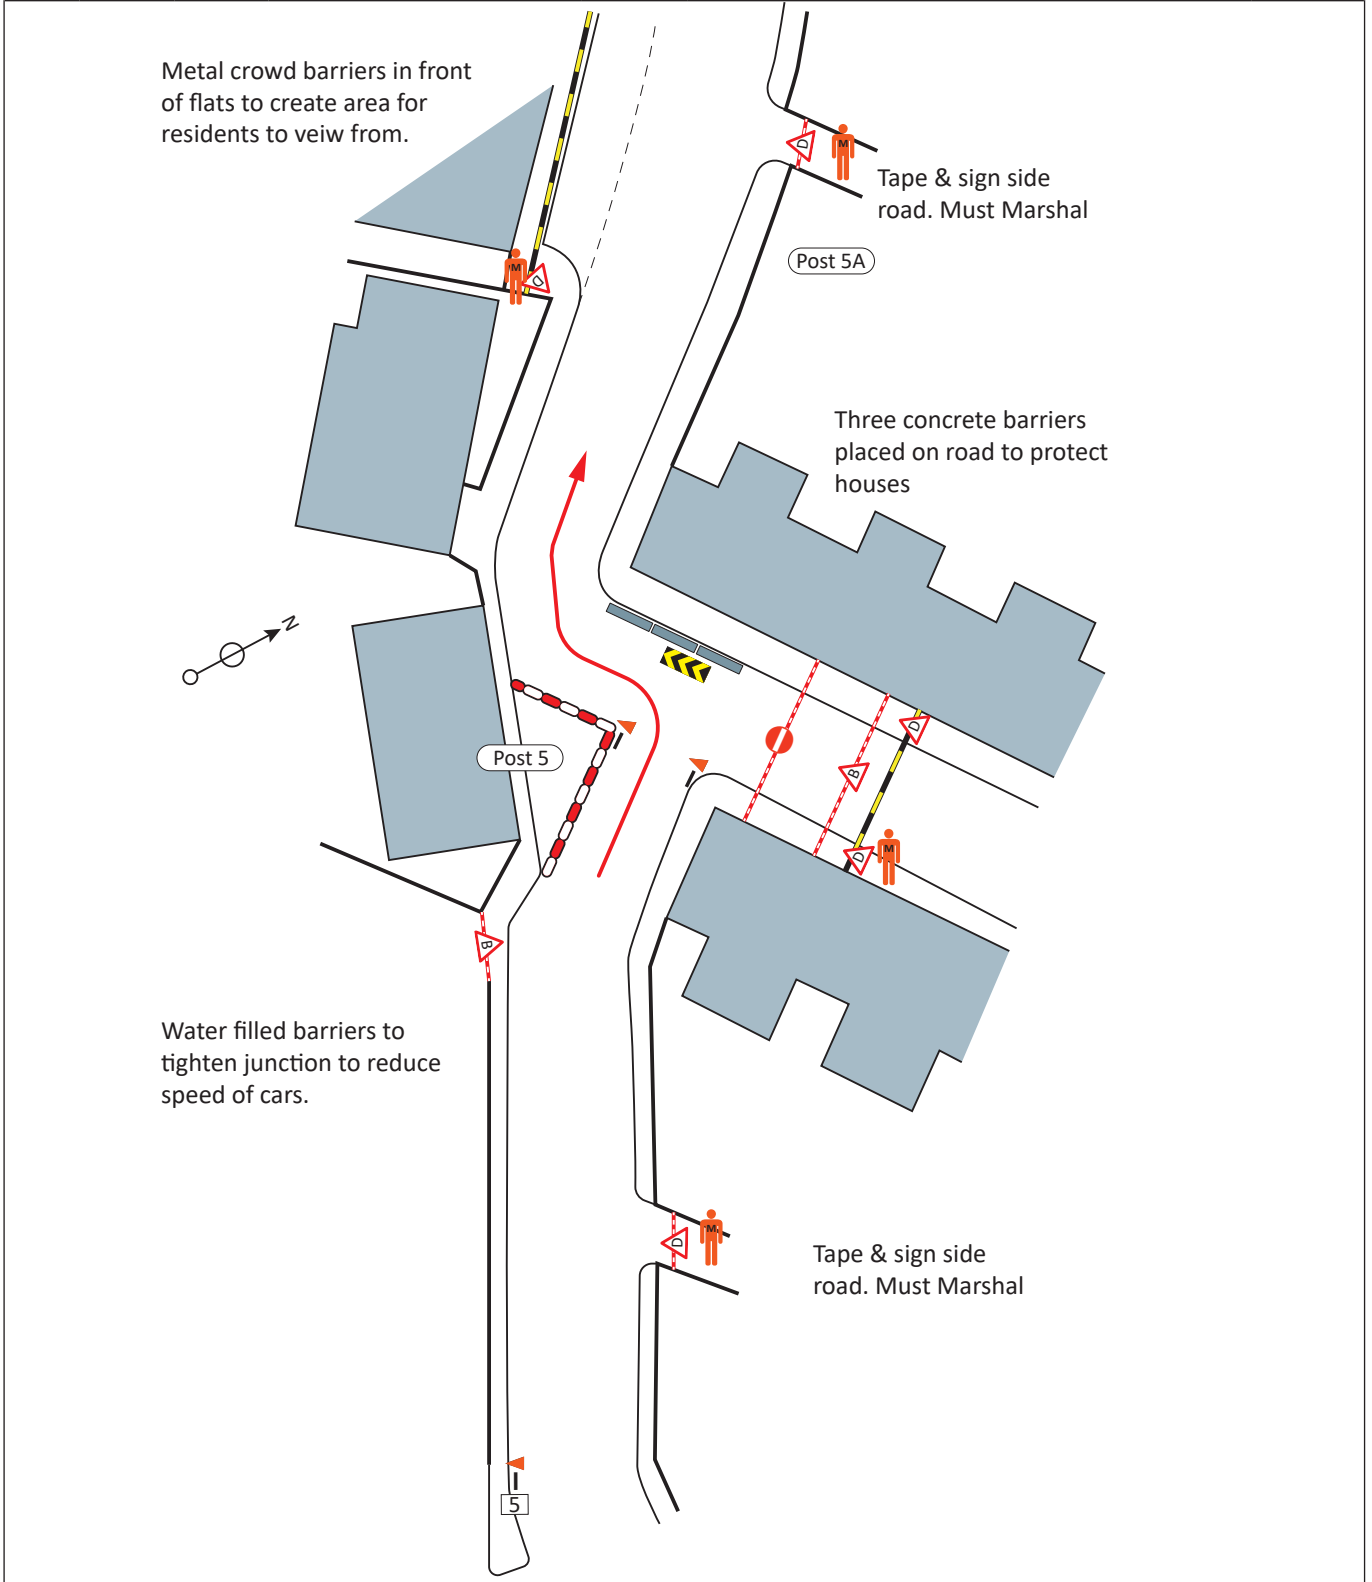 Metal crowd barriers in front
of flats to create area for
residents to veiw from.
D
M
Tape & sign side
road. Must Marshal
Post 5A
M
D
Three concrete barriers
placed on road to protect
houses
N
D
Post 5
B
M
D
B
Water filled barriers to
tighten junction to reduce
speed of cars.
M
D
Tape & sign side
road. Must Marshal
5